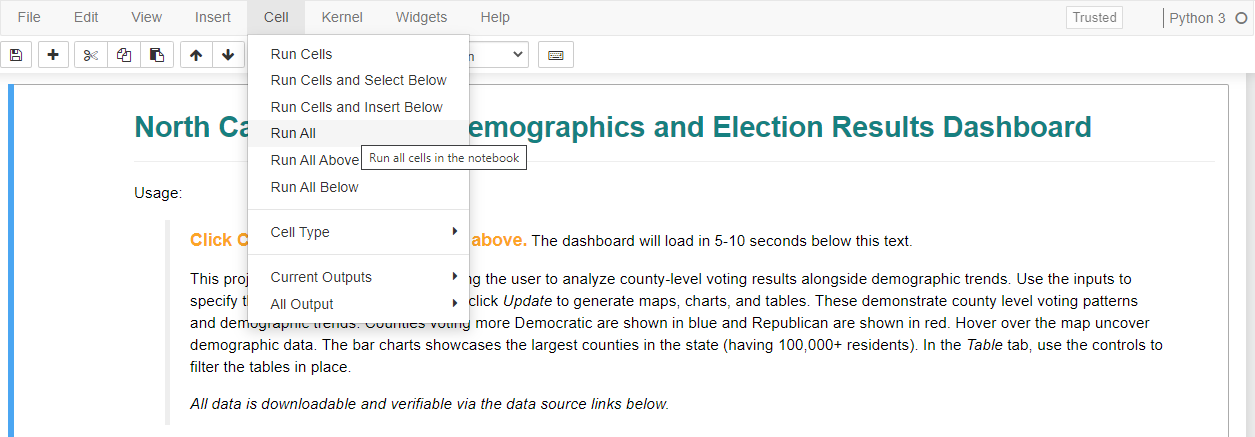 File Edit View Insert Cell Kernel Widgets Help Trusted Python 3
Run Cells
Run Cells and Select Below
Run Cells and Insert Below
Run All
Run All Above
Run all cells in the notebook
Run All Below
Cell Type
Current Outputs
All Output
North emographics and Election Results Dashboard
Usage:
Click above. The dashboard will load in 5-10 seconds below this text.
This the user to analyze county-level voting results alongside demographic trends. Use the inputs to
specify click Update to generate maps, charts, and tables. These demonstrate county level voting patterns
and demographic trends. Counties voting more Democratic are shown in blue and Republican are shown in red. Hover over the map uncover
demographic data. The bar charts showcases the largest counties in the state (having 100,000+ residents). In the Table tab, use the controls to
filter the tables in place.
All data is downloadable and verifiable via the data source links below.